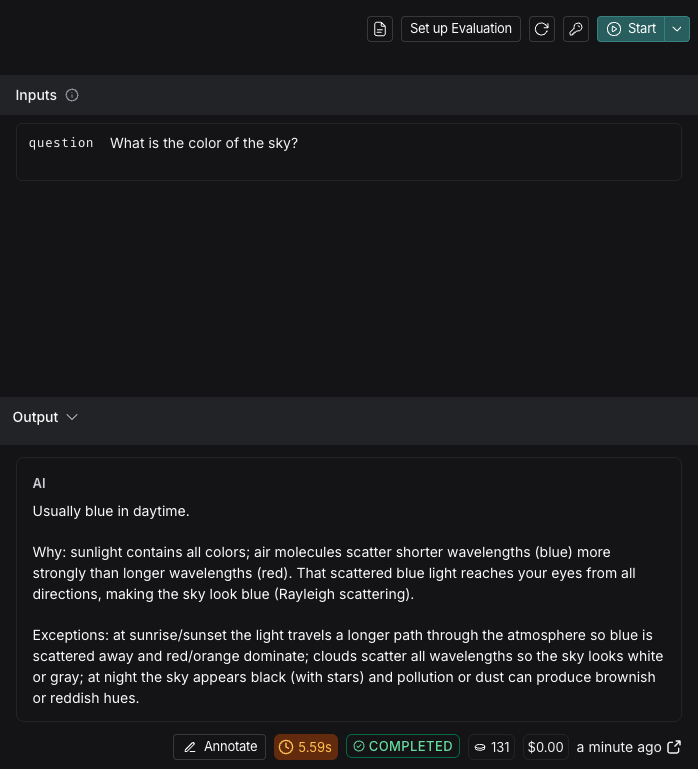 Set up Evaluation Start
Inputs
question What is the color of the sky?
Output
AI
Usually blue in daytime.
Why: sunlight contains all colors; air molecules scatter shorter wavelengths (blue) more
strongly than longer wavelengths (red). That scattered blue light reaches your eyes from all
directions, making the sky look blue (Rayleigh scattering).
Exceptions: at sunrise/sunset the light travels a longer path through the atmosphere so blue is
scattered away and red/orange dominate; clouds scatter all wavelengths so the sky looks white
or gray; at night the sky appears black (with stars) and pollution or dust can produce brownish
or reddish hues.
Annotate 5.59s COMPLETED 131 $0.00 a minute ago